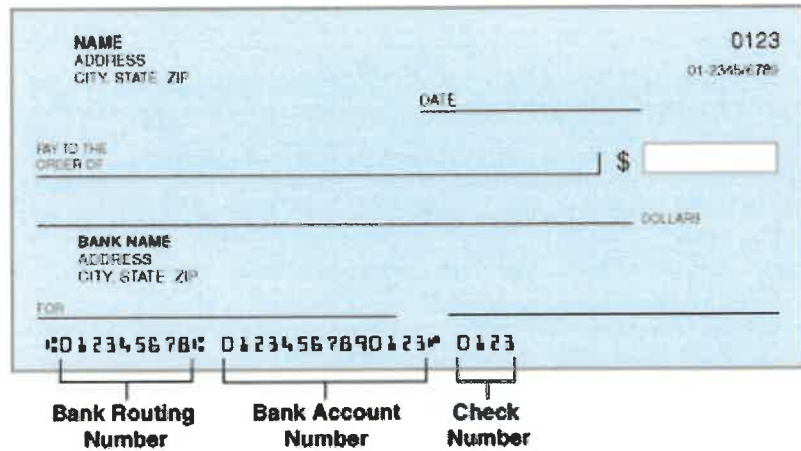 NAME
ADDRESS
CITY, STATE ZIP
0123
01-2345/6789
DATE
PAY TO THE
ORDER OF
$
DOLLARS
BANK NAME
ADDRESS
CITY, STATE ZIP
FOR
⑆012345678⑆ 01234567890123⑈ 0123
Bank Routing
Number
Bank Account
Number
Check
Number